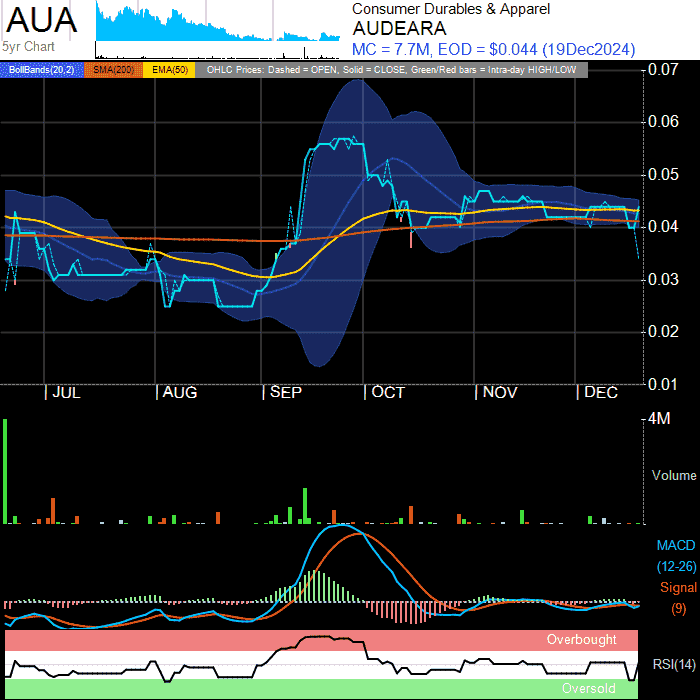 AUA
5yr Chart
Consumer Durables & Apparel
AUDEARA
MC = 7.7M, EOD = $0.044 (19Dec2024)
BollBands(20,2) SMA(200) EMA(50) OHLC Prices: Dashed = OPEN, Solid = CLOSE, Green/Red bars = Intra-day HIGH/LOW
0.07
0.06
0.05
0.04
0.03
0.02
0.01
JUL AUG SEP OCT NOV DEC
4M
Volume
MACD
(12-26)
Signal
(9)
Overbought
RSI(14)
Oversold